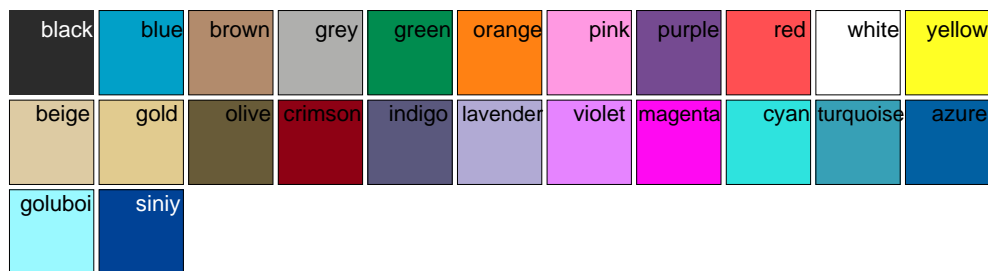 black blue brown grey green orange pink purple red white yellow
beige gold olive crimson indigo lavender violet magenta cyan turquoise azure
goluboi siniy